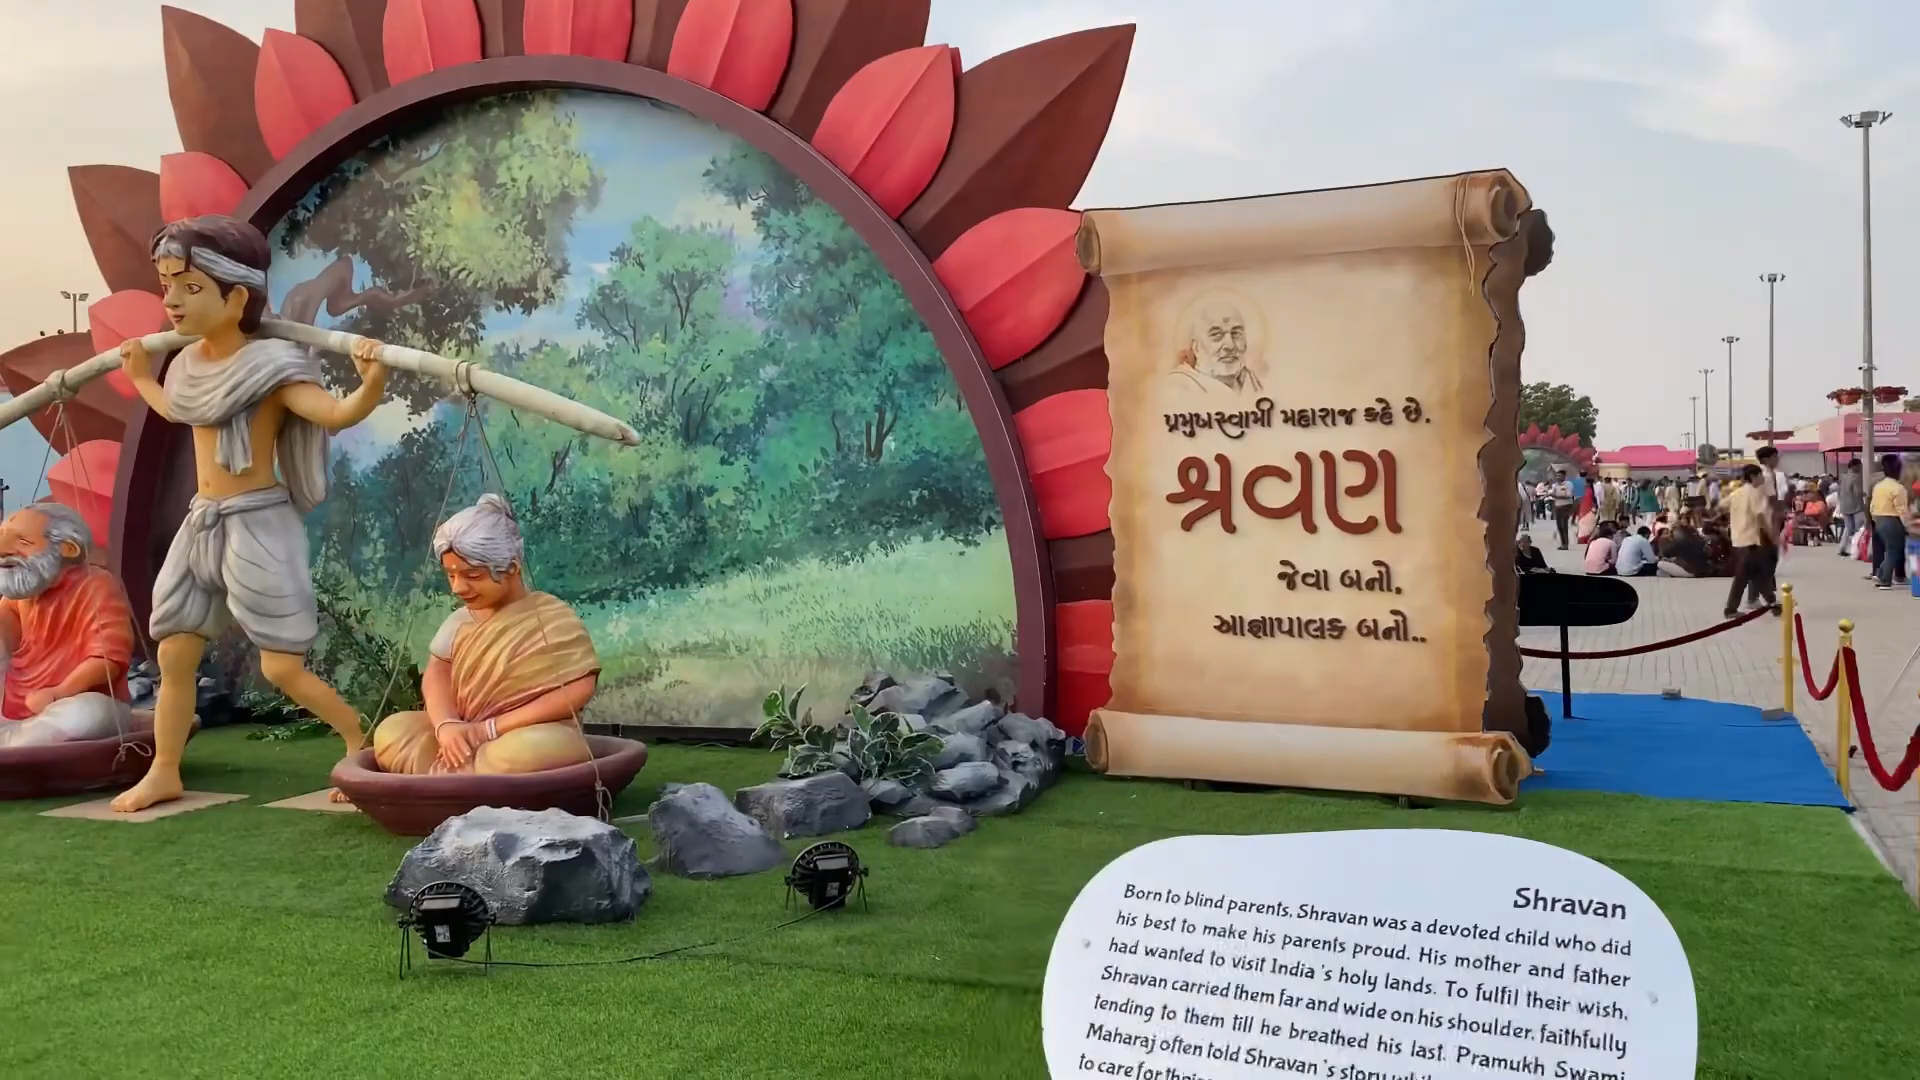 પ્રમુખસ્વામી મહારાજ કહે છે.
શ્રવણ
જેવા બનો,
આજ્ઞાપાલક બનો..
Shravan
Born to blind parents, Shravan was a devoted child who did
his best to make his parents proud. His mother and father
had wanted to visit India's holy lands. To fulfil their wish,
Shravan carried them far and wide on his shoulder, faithfully
tending to them till he breathed his last. Pramukh Swami
Maharaj often told Shravan's story
to care for